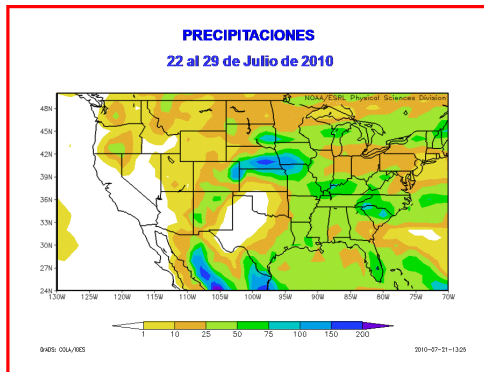 PRECIPITACIONES
22 al 29 de Julio de 2010
NOAA/ESRL Physical Sciences Division
48N
45N
42N
39N
36N
33N
30N
27N
24N
130W 125W 120W 115W 110W 105W 100W 95W 90W 85W 80W 75W 70W
1 10 25 50 75 100 150 200
GrADS: COLA/IGES 2010-07-21-13:25